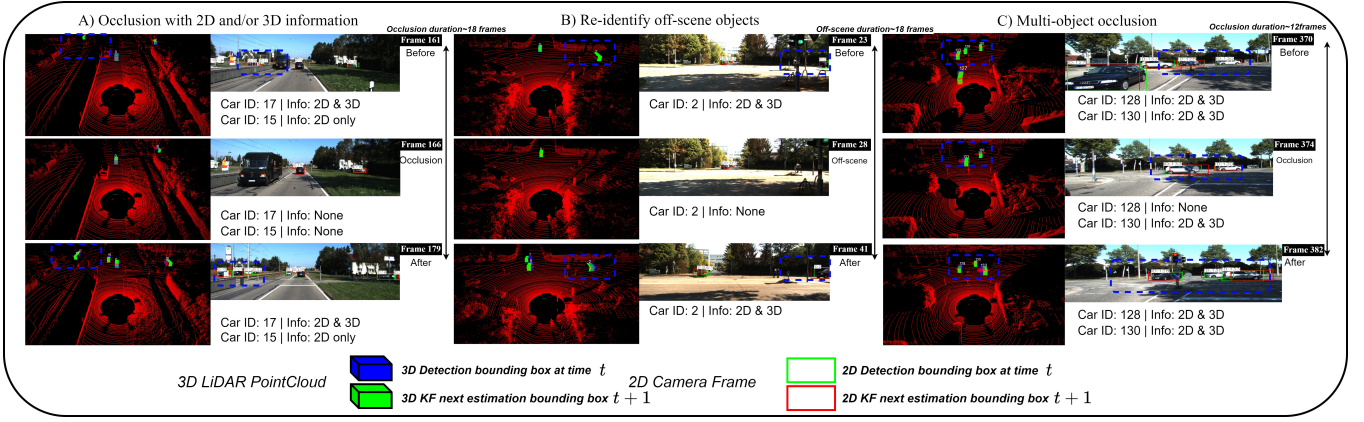 A) Occlusion with 2D and/or 3D information
Occlusion duration~18 frames
Frame 161
Before
Car ID: 17 | Info: 2D & 3D
Car ID: 15 | Info: 2D only
Frame 166
Occlusion
Car ID: 17 | Info: None
Car ID: 15 | Info: None
Frame 179
After
Car ID: 17 | Info: 2D & 3D
Car ID: 15 | Info: 2D only
B) Re-identify off-scene objects
Off-scene duration~18 frames
Frame 23
Before
Car ID: 2 | Info: 2D & 3D
Frame 28
Off-scene
Car ID: 2 | Info: None
Frame 41
After
Car ID: 2 | Info: 2D & 3D
C) Multi-object occlusion
Occlusion duration~12frames
Frame 370
Before
Car ID: 128 | Info: 2D & 3D
Car ID: 130 | Info: 2D & 3D
Frame 374
Occlusion
Car ID: 128 | Info: None
Car ID: 130 | Info: 2D & 3D
Frame 382
After
Car ID: 128 | Info: 2D & 3D
Car ID: 130 | Info: 2D & 3D
3D LiDAR PointCloud
3D Detection bounding box at time t
3D KF next estimation bounding box t + 1
2D Camera Frame
2D Detection bounding box at time t
2D KF next estimation bounding box t + 1